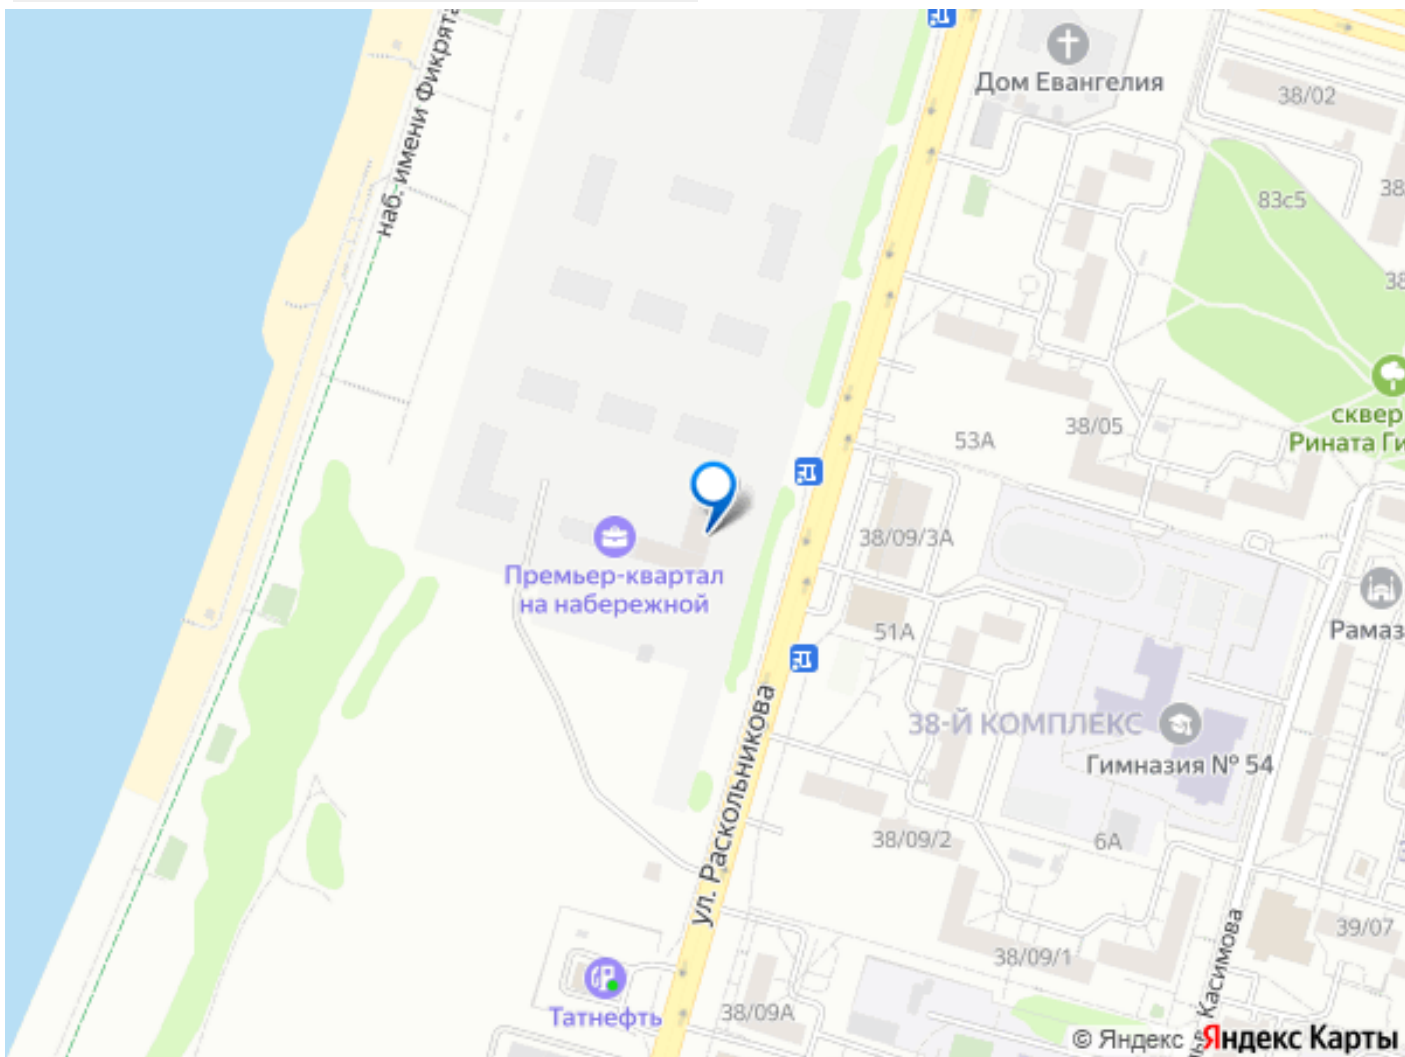 Дом Евангелия
38/02
наб. имени Фикрята
83с5
38
38
сквер
Рината Ги
38/05
53А
38/09/3А
Премьер-квартал
на набережной
51А
Рамаз
38-Й КОМПЛЕКС
Гимназия № 54
ул. Раскольникова
38/09/2
6А
39/07
38/09/1
Касимова
Татнефть
38/09А
© Яндекс
Яндекс Карты